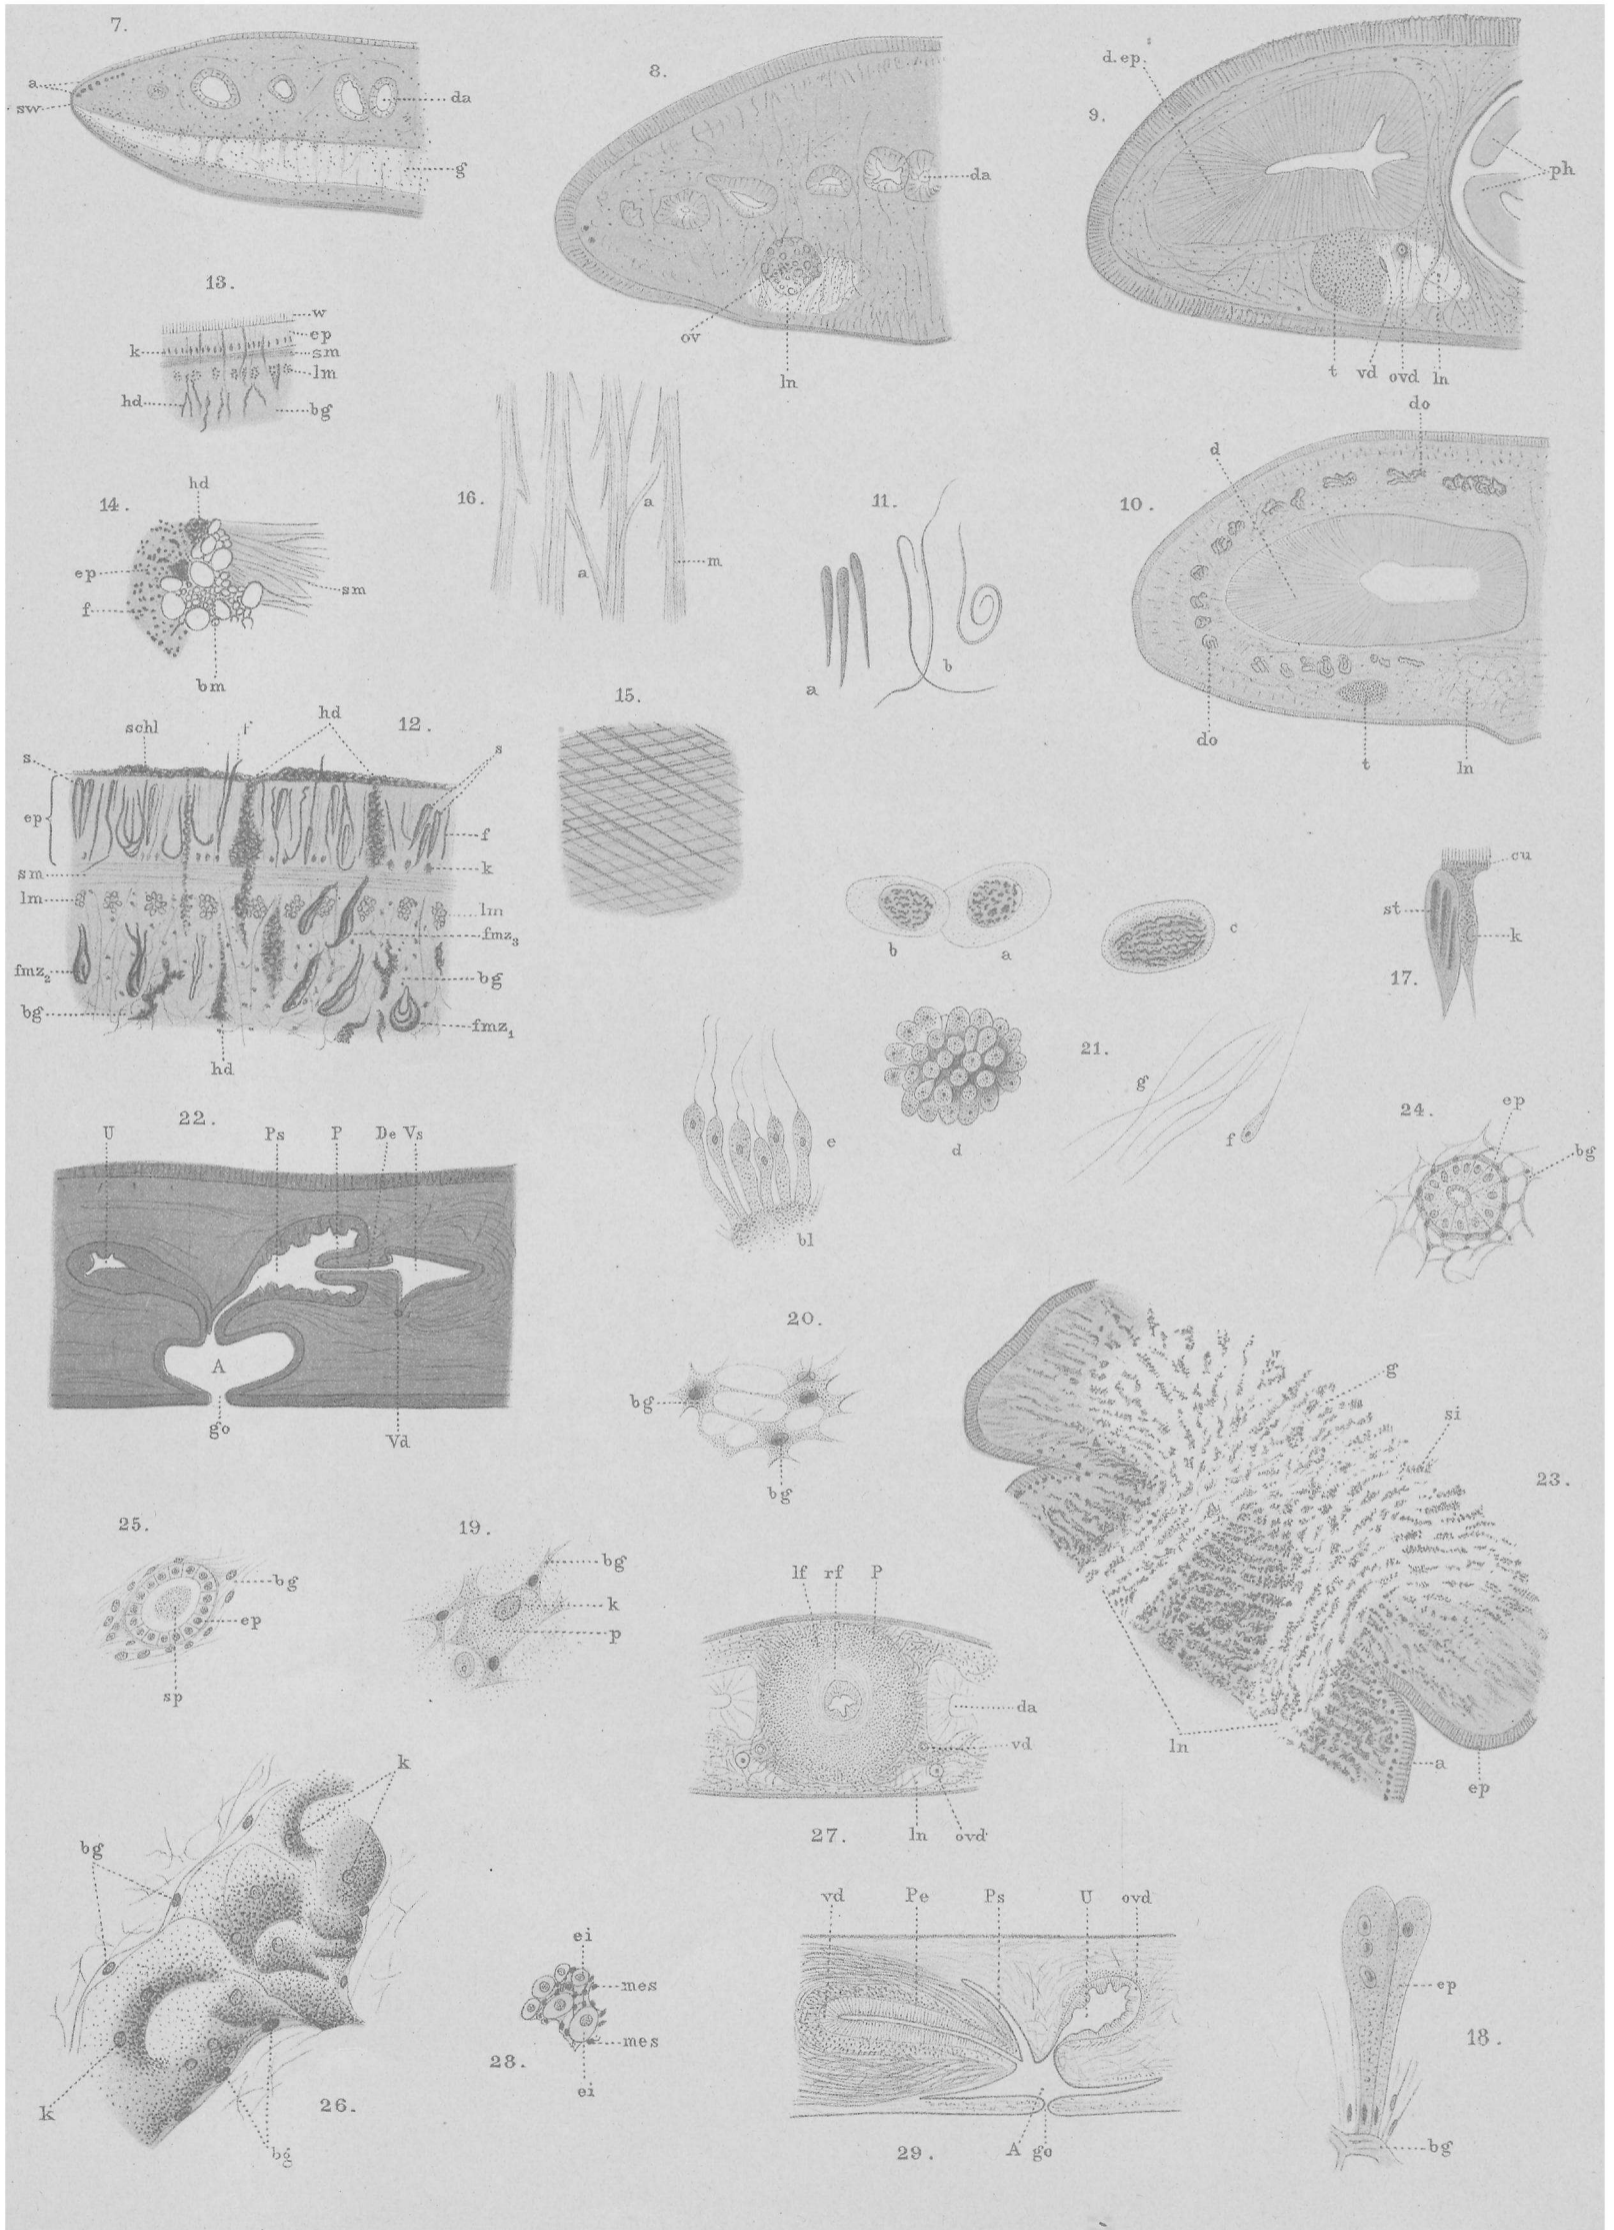 7.
a
sw
da
g
8.
da
ov
ln
9.
d.ep.
ph
t vd ovd ln
13.
w
ep
k
sm
lm
hd
bg
14.
hd
ep
f
sm
bm
16.
a
a
m
11.
a
b
10.
do
d
do
t
ln
12.
schl
f
hd
s
s
ep
f
sm
k
lm
lm
fmz3
fmz2
bg
bg
fmz1
hd
15.
b
a
c
d
e
bl
21.
g
f
17.
cu
st
k
22.
U
Ps
P
De Vs
A
go
Vd
24.
ep
bg
20.
bg
bg
23.
g
si
ln
a
ep
25.
bg
ep
sp
19.
bg
k
p
lf rf P
da
vd
27.
ln
ovd
k
bg
k
26.
bg
ei
mes
mes
28.
ei
vd
Pe
Ps
U
ovd
29.
A go
18.
ep
bg